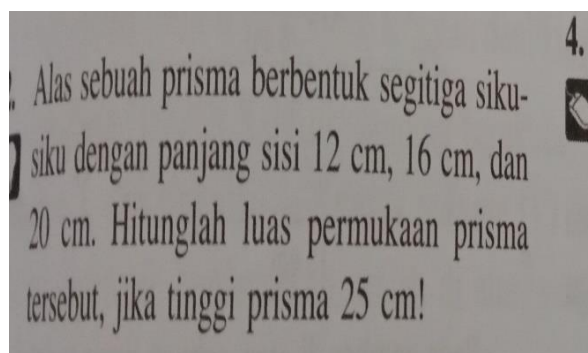 4.
. Alas sebuah prisma berbentuk segitiga siku-
siku dengan panjang sisi 12 cm, 16 cm, dan
20 cm. Hitunglah luas permukaan prisma
tersebut, jika tinggi prisma 25 cm!